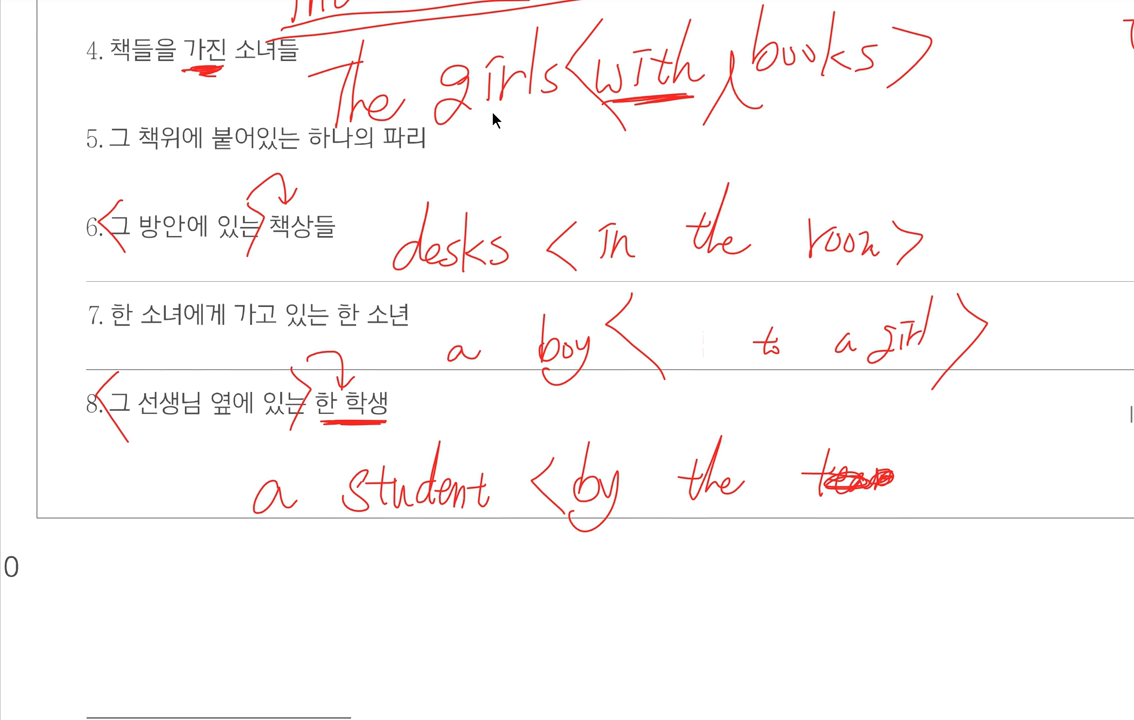 4. 책들을 가진 소녀들
The girls <with books>
5. 그 책위에 붙어있는 하나의 파리
6. <그 방안에 있는> 책상들
desks <in the room>
7. 한 소녀에게 가고 있는 한 소년
a boy < to a girl >
8. <그 선생님 옆에 있는> 한 학생
a student <by the
0